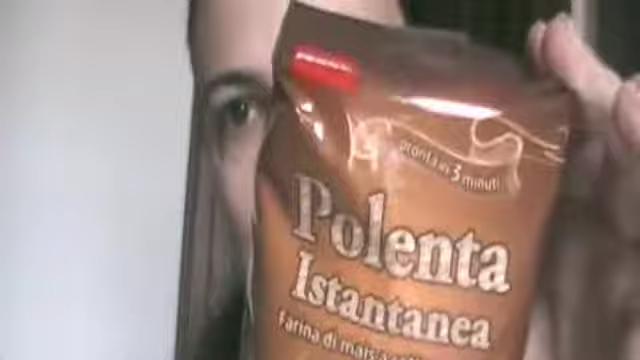 pronta in 3 minuti
Polenta
Istantanea
Farina di mais